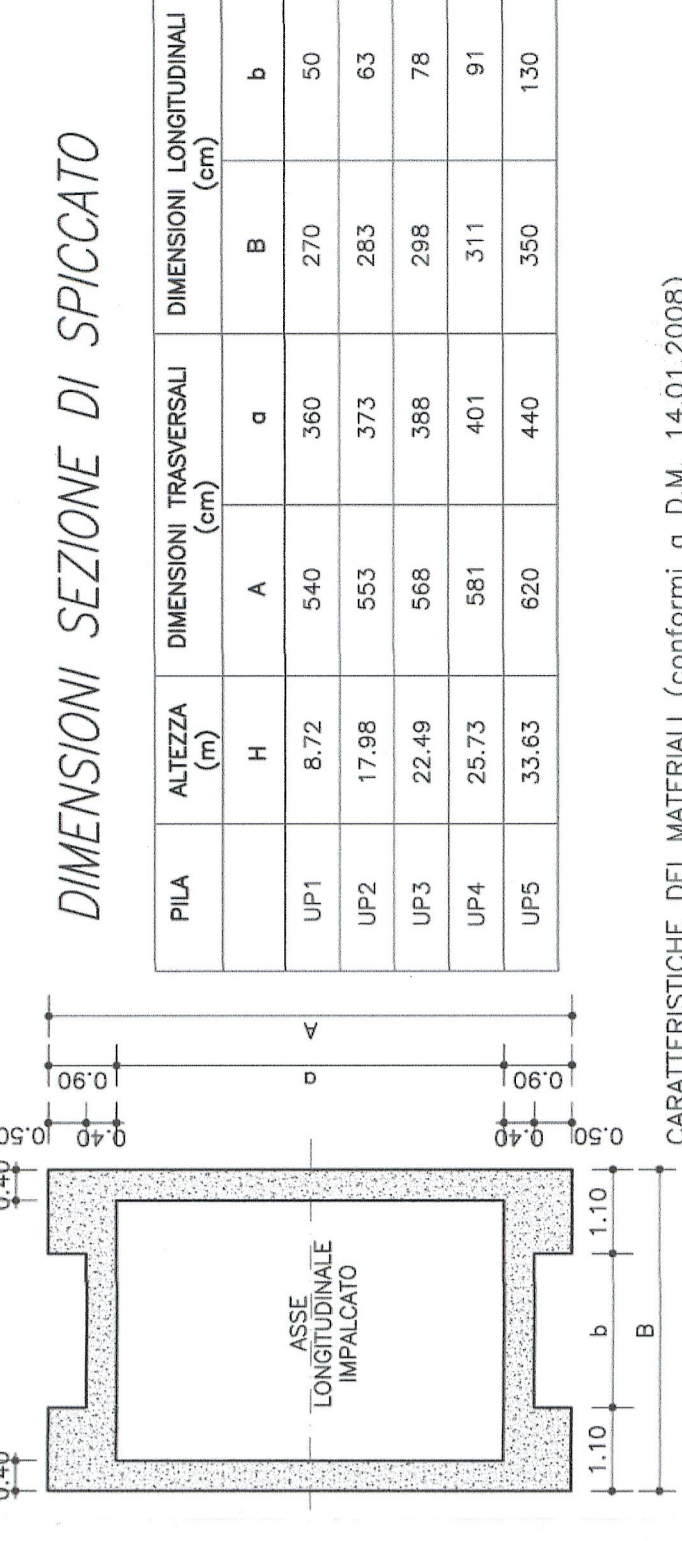 DIMENSIONI SEZIONE DI SPICCATO
PILA ALTEZZA (m) DIMENSIONI TRASVERSALI (cm) DIMENSIONI LONGITUDINALI (cm)
H A a B b
UP1 8.72 540 360 270 50
UP2 17.98 553 373 283 63
UP3 22.49 568 388 298 78
UP4 25.73 581 401 311 91
UP5 33.63 620 440 350 130
0.40
0.40
0.50
0.40
0.90
a
A
0.40
0.50
0.90
ASSE
LONGITUDINALE
IMPALCATO
1.10
b
1.10
B
CARATTERISTICHE DEI MATERIALI (conformi a D.M. 14.01.2008)